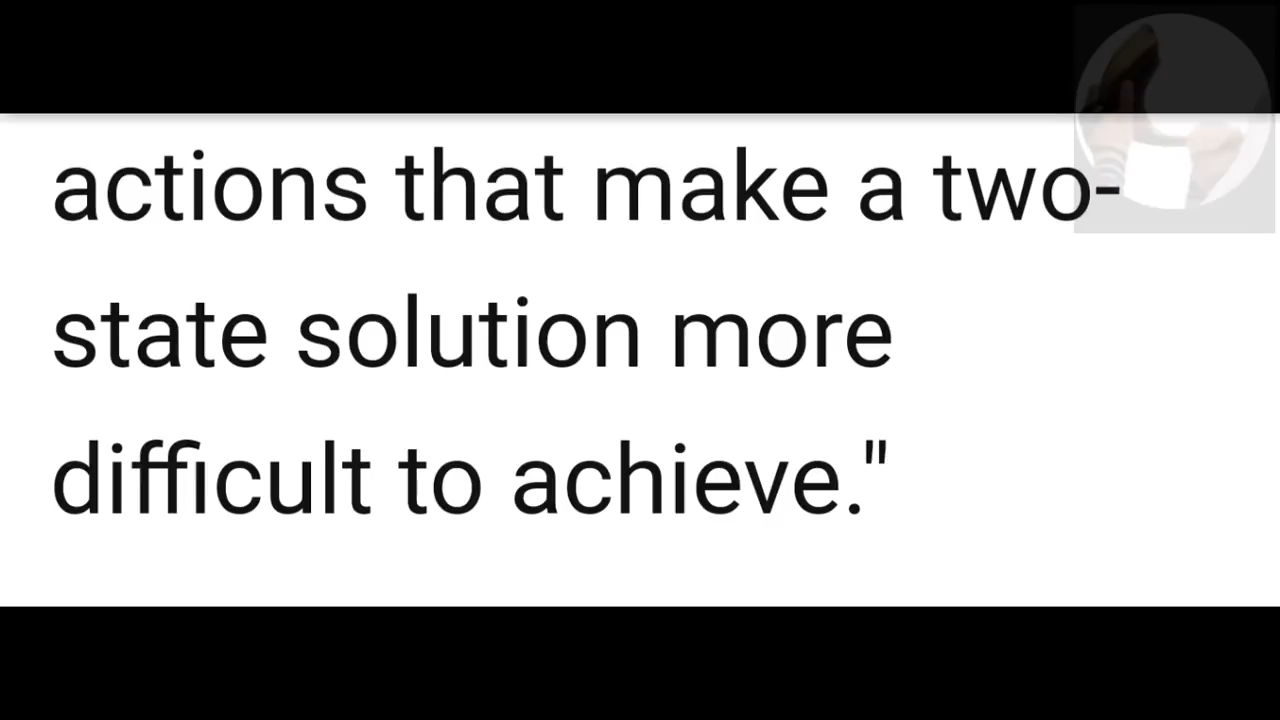 actions that make a two-
state solution more
difficult to achieve."